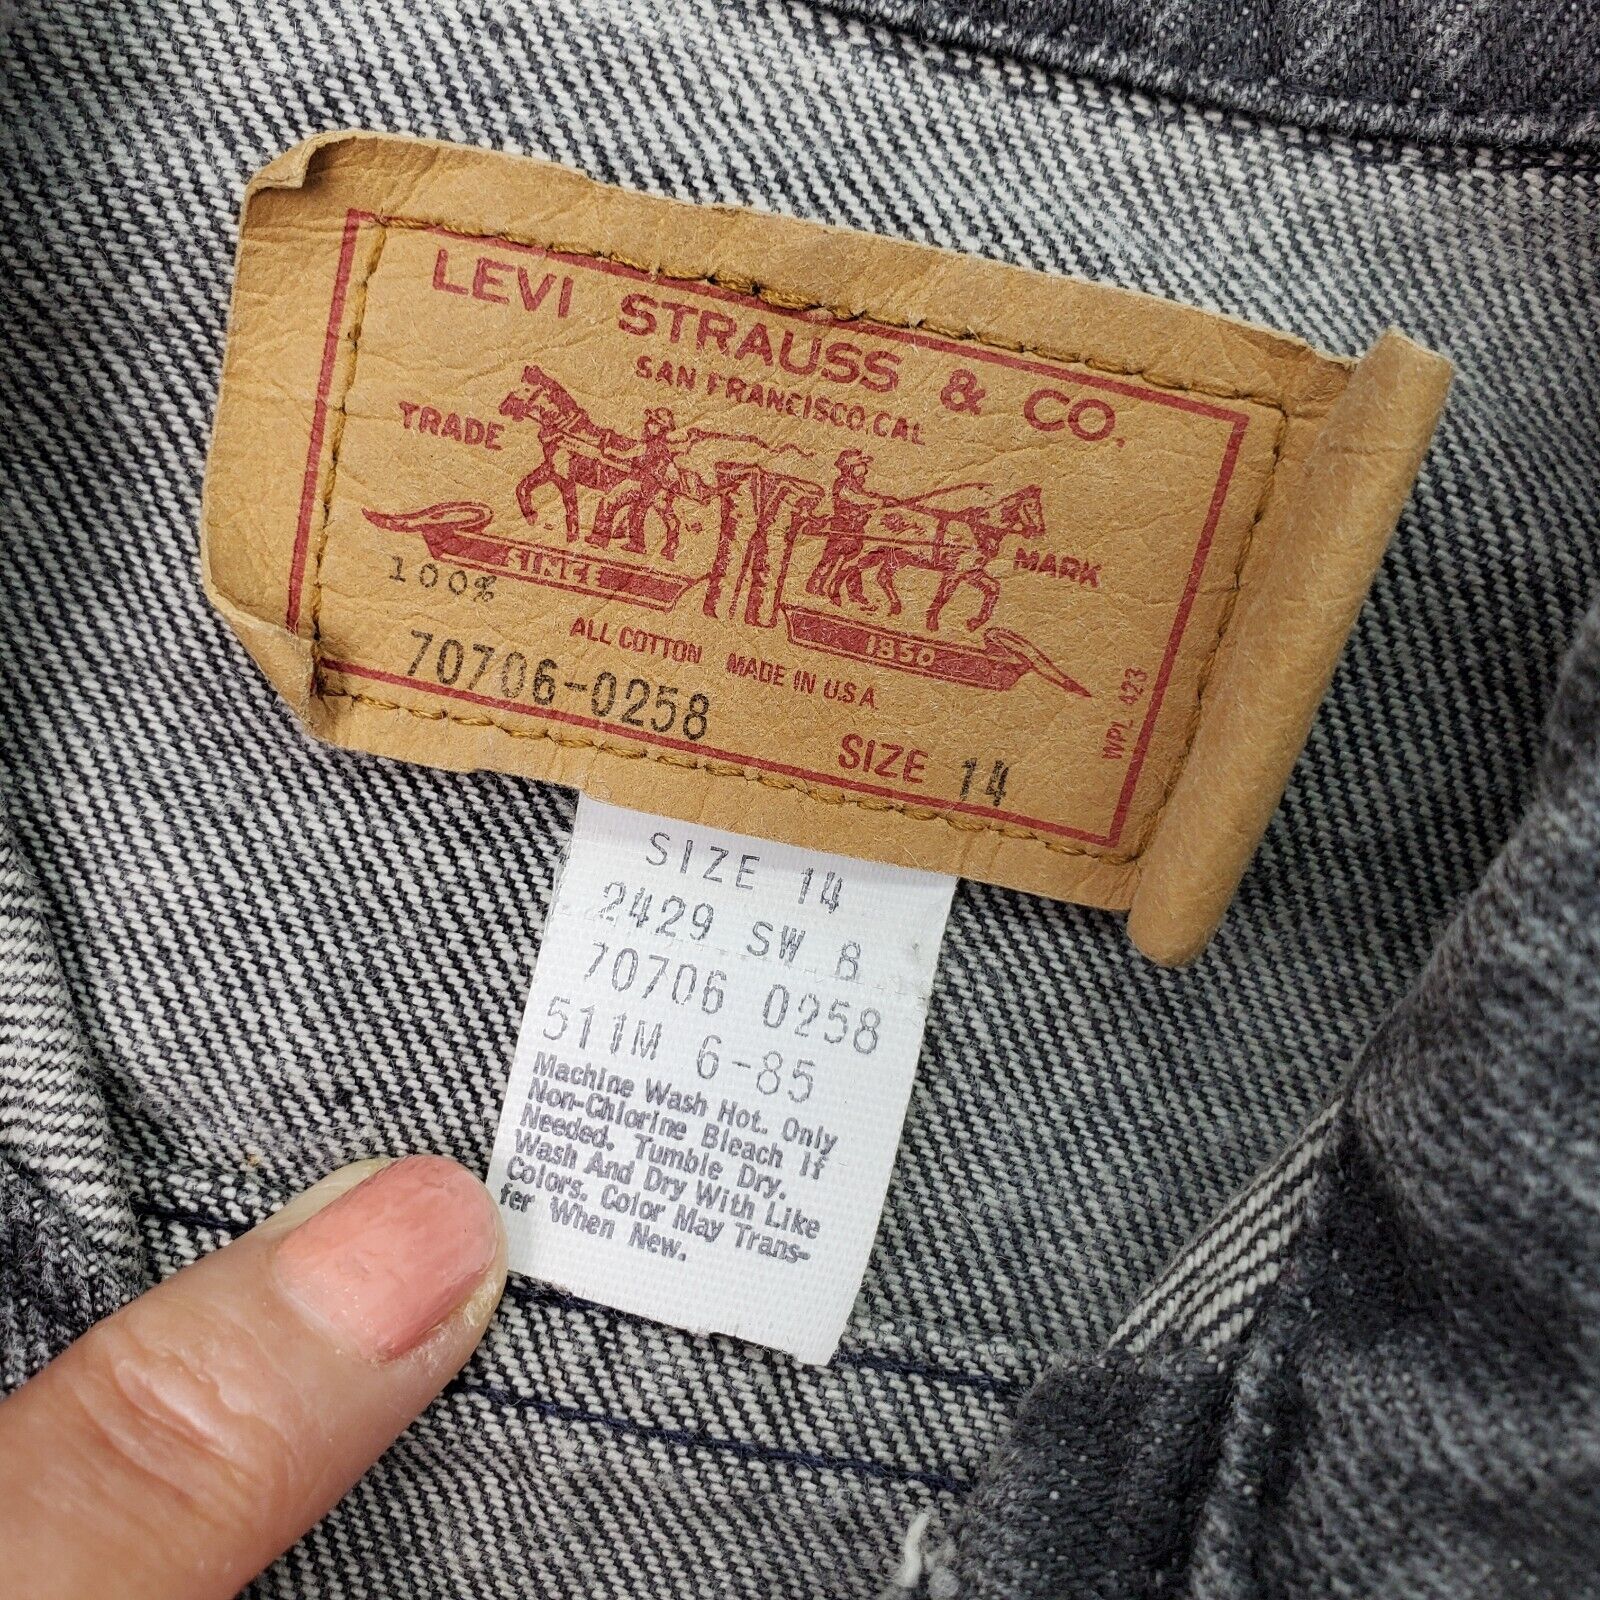 LEVI STRAUSS & CO.
SAN FRANCISCO, CAL
TRADE MARK
SINCE 1850
100%
ALL COTTON MADE IN U.S.A
70706-0258
SIZE 14
WPL 423
SIZE 14
2429 SW 8
70706 0258
511M 6-85
Machine Wash Hot. Only
Non-Chlorine Bleach If
Needed. Tumble Dry.
Wash And Dry With Like
Colors. Color May Trans-
fer When New.